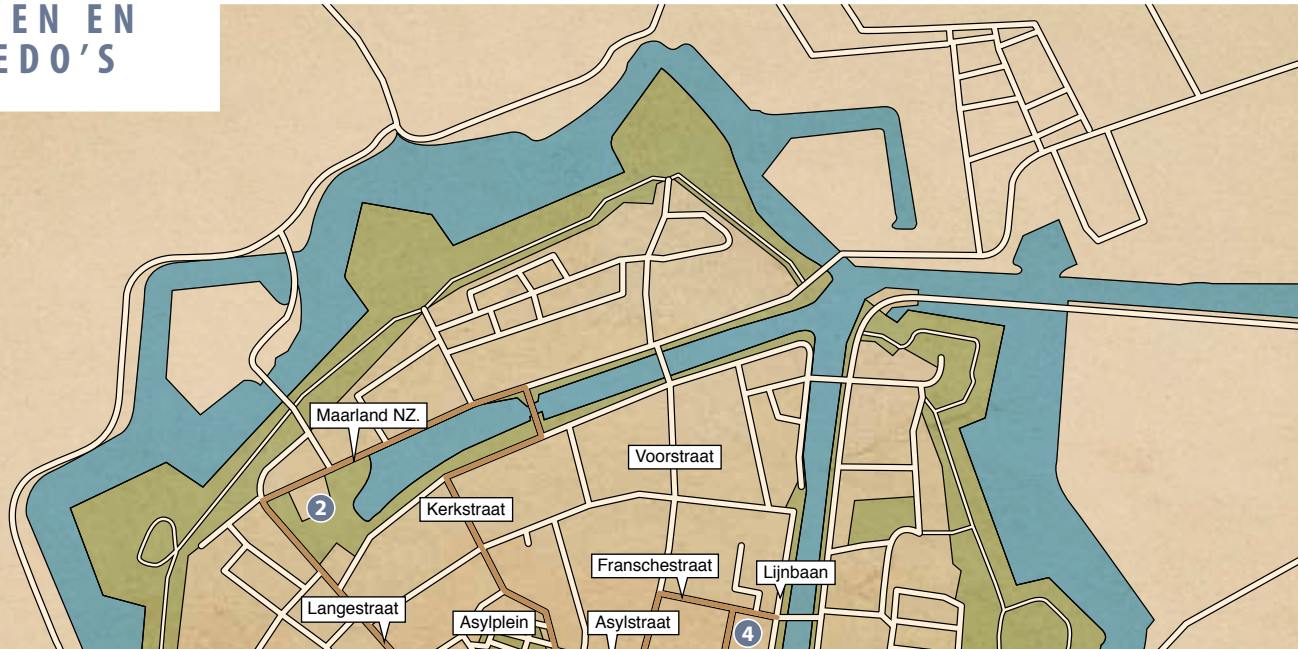 EN EN
EDO'S
Maarland NZ.
Voorstraat
2
Kerkstraat
Franschestraat
Lijnbaan
Langestraat
Asylplein
Asylstraat
4